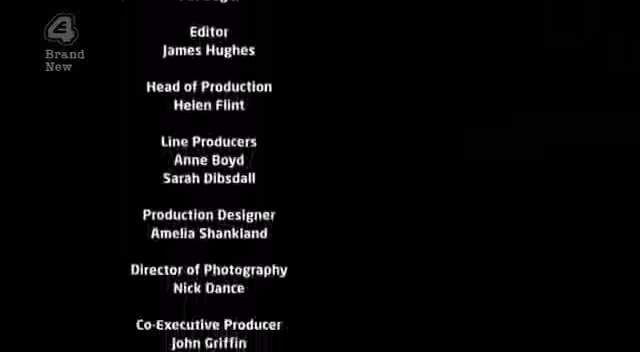 4
Brand
New
Editor
James Hughes
Head of Production
Helen Flint
Line Producers
Anne Boyd
Sarah Dibsdall
Production Designer
Amelia Shankland
Director of Photography
Nick Dance
Co-Executive Producer
John Griffin